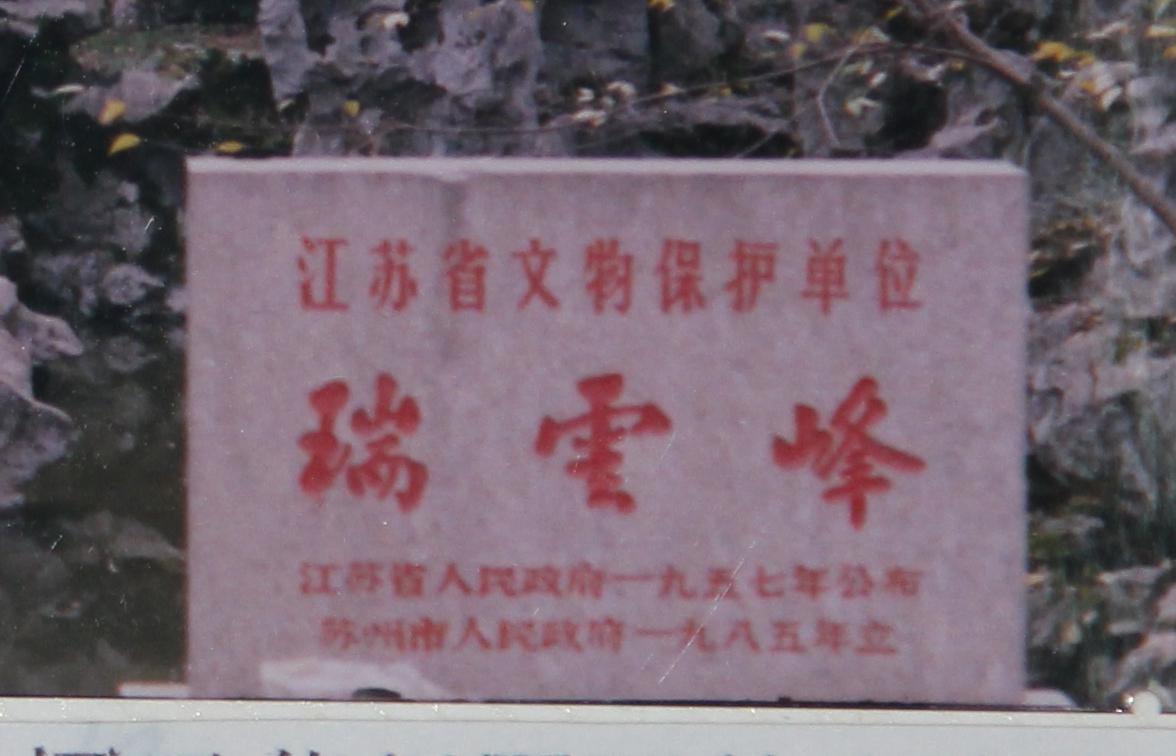 江苏省文物保护单位
瑞雲峰
江苏省人民政府一九五七年公布
苏州市人民政府一九八五年立